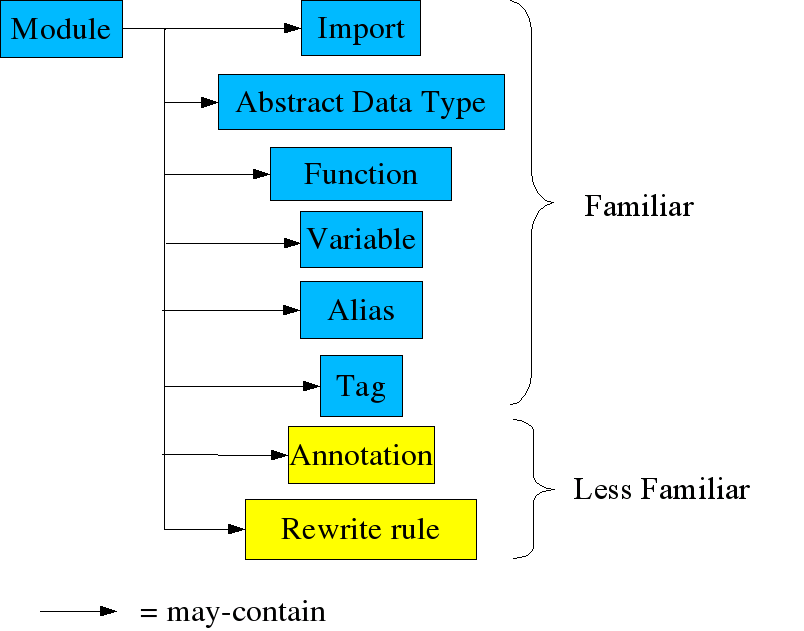 Module
Import
Abstract Data Type
Function
Variable
Alias
Tag
Annotation
Rewrite rule
Familiar
Less Familiar
= may-contain